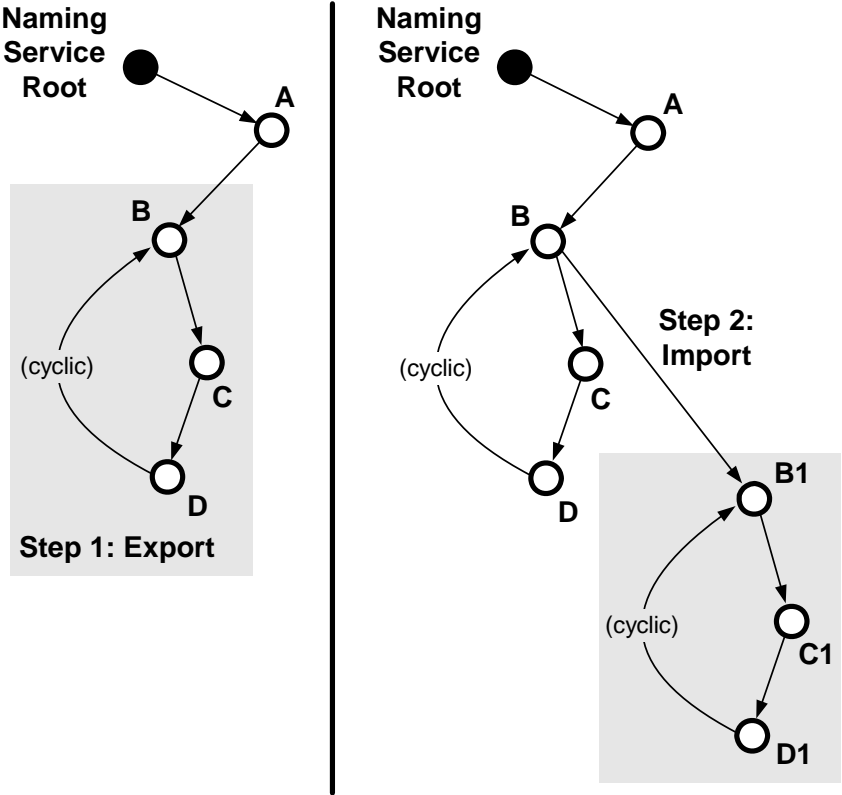 Naming
Service
Root
A
B
(cyclic)
C
D
Step 1: Export
Naming
Service
Root
A
B
Step 2:
Import
(cyclic)
C
D
B1
(cyclic)
C1
D1